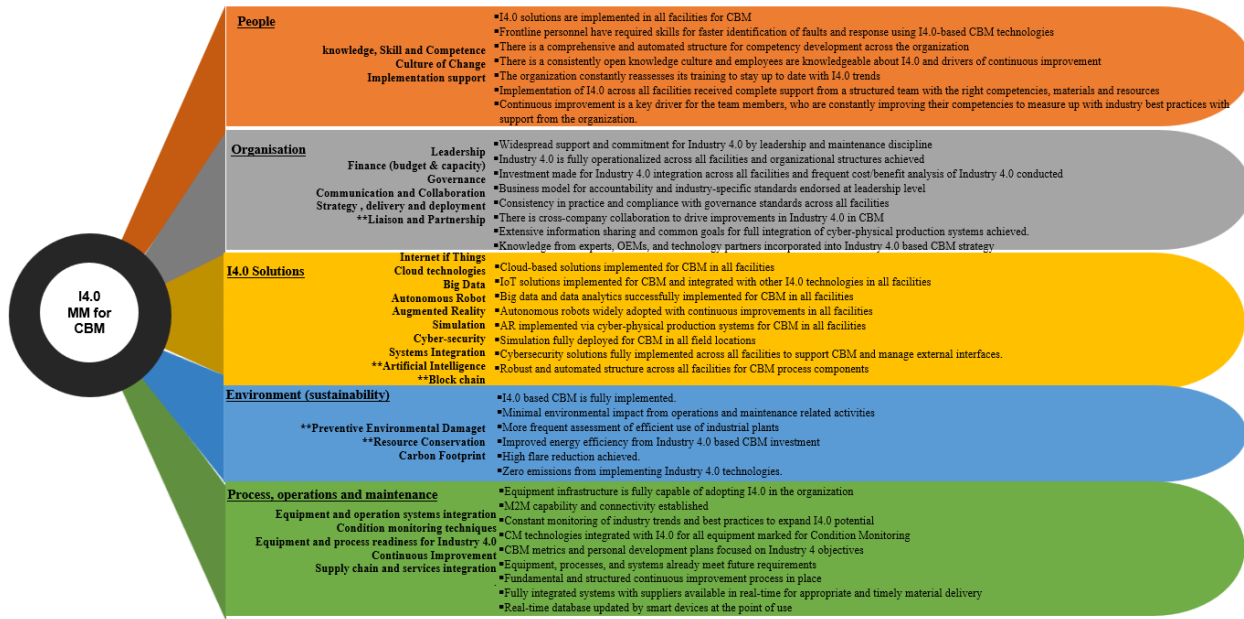 I4.0
MM for
CBM
People
knowledge, Skill and Competence
Culture of Change
Implementation support
▪I4.0 solutions are implemented in all facilities for CBM
▪Frontline personnel have required skills for faster identification of faults and response using I4.0-based CBM technologies
▪There is a comprehensive and automated structure for competency development across the organization
▪There is a consistently open knowledge culture and employees are knowledgeable about I4.0 and drivers of continuous improvement
▪The organization constantly reassesses its training to stay up to date with I4.0 trends
▪Implementation of I4.0 across all facilities received complete support from a structured team with the right competencies, materials and resources
▪Continuous improvement is a key driver for the team members, who are constantly improving their competencies to measure up with industry best practices with
support from the organization.
Organisation
Leadership
Finance (budget & capacity)
Governance
Communication and Collaboration
Strategy , delivery and deployment
**Liaison and Partnership
▪Widespread support and commitment for Industry 4.0 by leadership and maintenance discipline
▪Industry 4.0 is fully operationalized across all facilities and organizational structures achieved
▪Investment made for Industry 4.0 integration across all facilities and frequent cost/benefit analysis of Industry 4.0 conducted
▪Business model for accountability and industry-specific standards endorsed at leadership level
▪Consistency in practice and compliance with governance standards across all facilities
▪There is cross-company collaboration to drive improvements in Industry 4.0 in CBM
▪Extensive information sharing and common goals for full integration of cyber-physical production systems achieved.
▪Knowledge from experts, OEMs, and technology partners incorporated into Industry 4.0 based CBM strategy
I4.0 Solutions
Internet if Things
Cloud technologies
Big Data
Autonomous Robot
Augmented Reality
Simulation
Cyber-security
Systems Integration
**Artificial Intelligence
**Block chain
▪Cloud-based solutions implemented for CBM in all facilities
▪IoT solutions implemented for CBM and integrated with other I4.0 technologies in all facilities
▪Big data and data analytics successfully implemented for CBM in all facilities
▪Autonomous robots widely adopted with continuous improvements in all facilities
▪AR implemented via cyber-physical production systems for CBM in all facilities
▪Simulation fully deployed for CBM in all field locations
▪Cybersecurity solutions fully implemented across all facilities to support CBM and manage external interfaces.
▪Robust and automated structure across all facilities for CBM process components
Environment (sustainability)
**Preventive Environmental Damaget
**Resource Conservation
Carbon Footprint
▪I4.0 based CBM is fully implemented.
▪Minimal environmental impact from operations and maintenance related activities
▪More frequent assessment of efficient use of industrial plants
▪Improved energy efficiency from Industry 4.0 based CBM investment
▪High flare reduction achieved.
▪Zero emissions from implementing Industry 4.0 technologies.
Process, operations and maintenance
Equipment and operation systems integration
Condition monitoring techniques
Equipment and process readiness for Industry 4.0
Continuous Improvement
Supply chain and services integration
.
▪Equipment infrastructure is fully capable of adopting I4.0 in the organization
▪M2M capability and connectivity established
▪Constant monitoring of industry trends and best practices to expand I4.0 potential
▪CM technologies integrated with I4.0 for all equipment marked for Condition Monitoring
▪CBM metrics and personal development plans focused on Industry 4 objectives
▪Equipment, processes, and systems already meet future requirements
▪Fundamental and structured continuous improvement process in place
▪Fully integrated systems with suppliers available in real-time for appropriate and timely material delivery
▪Real-time database updated by smart devices at the point of use